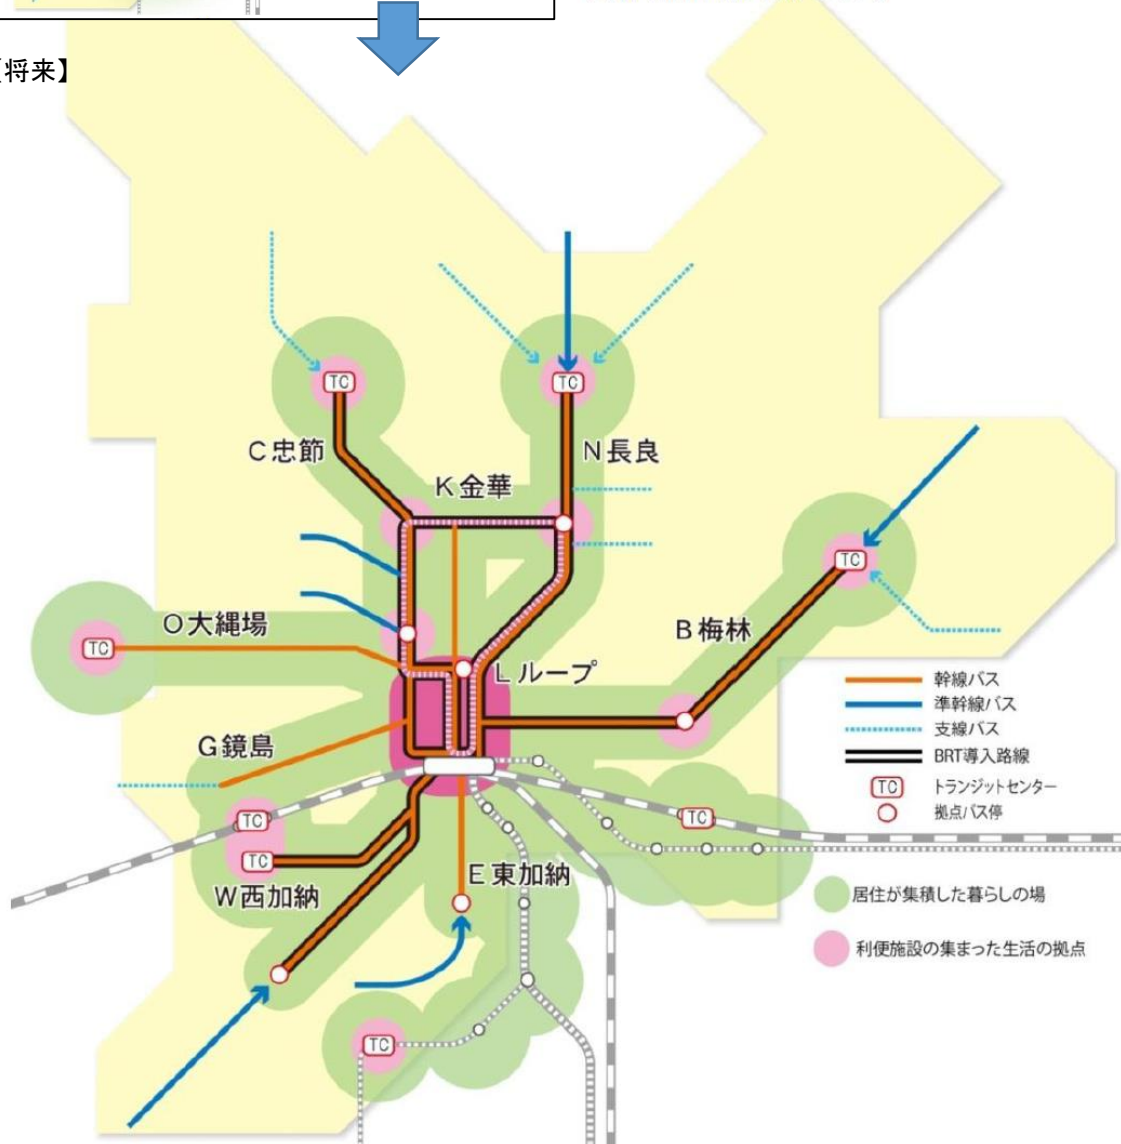 【将来】
TC
TC
C忠節
N長良
K金華
TC
O大縄場
B梅林
TC
Lループ
幹線バス
準幹線バス
G鏡島
支線バス
BRT導入路線
TC
トランジットセンター
TC
TC
拠点バス停
TC
E東加納
W西加納
居住が集積した暮らしの場
利便施設の集まった生活の拠点
TC